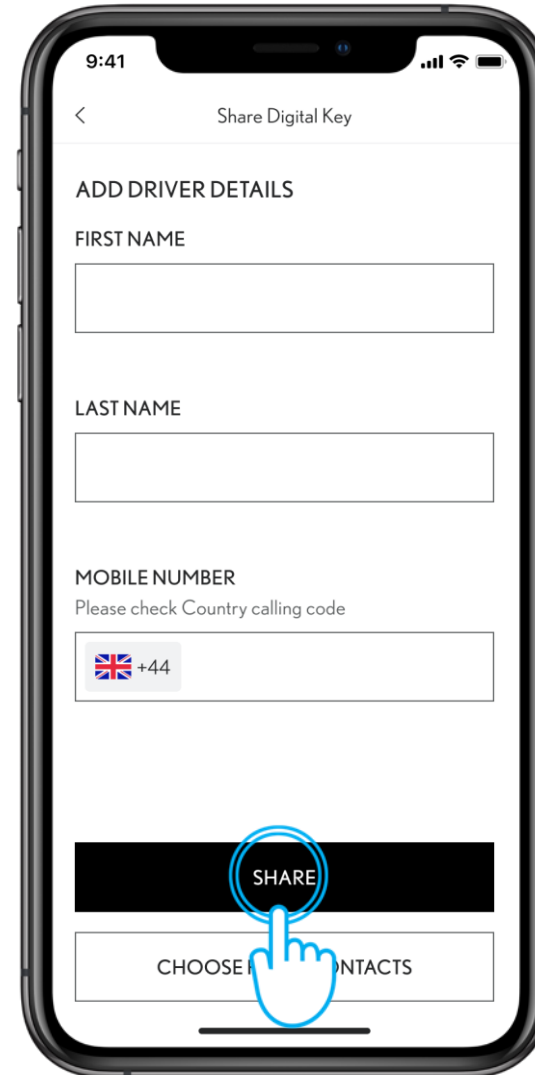 9:41
Share Digital Key
ADD DRIVER DETAILS
FIRST NAME
LAST NAME
MOBILE NUMBER
Please check Country calling code
+44
SHARE
CHOOSE